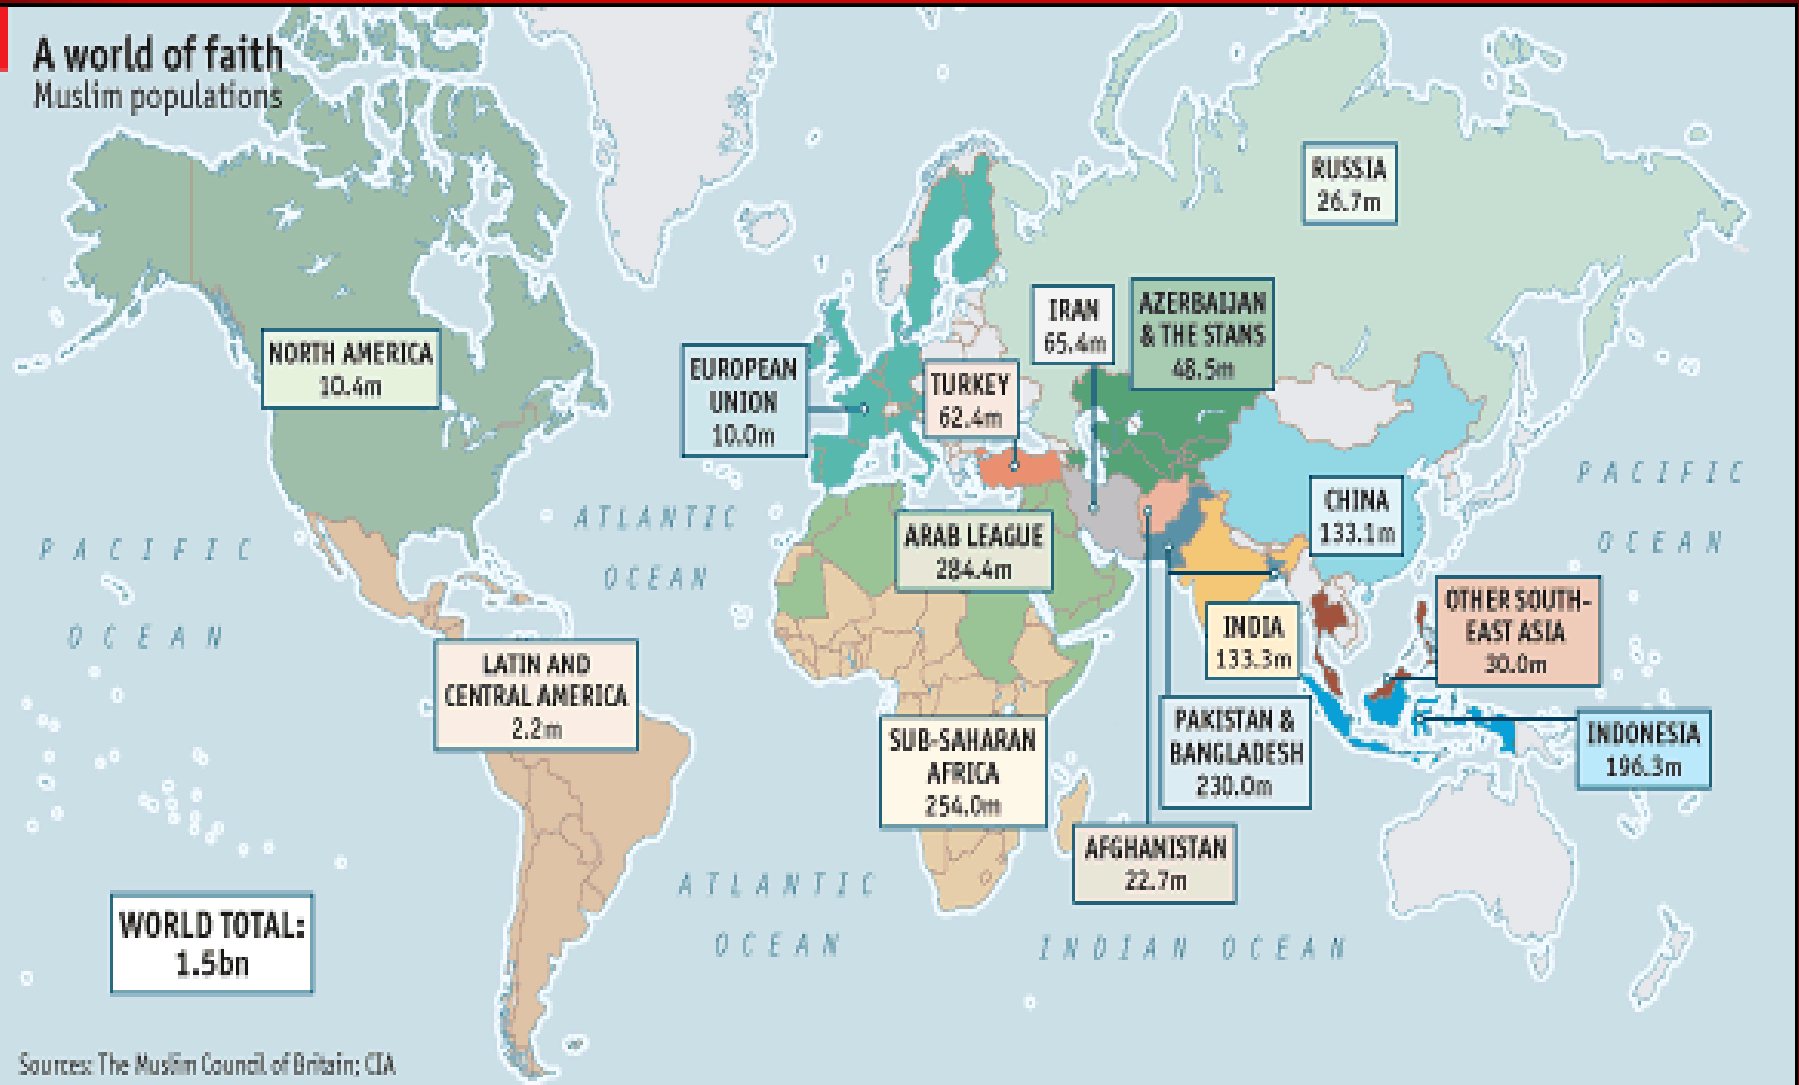 A world of faith
Muslim populations
RUSSIA
26.7m
IRAN
65.4m
AZERBAIJAN
& THE STANS
48.5m
NORTH AMERICA
10.4m
EUROPEAN
UNION
10.0m
TURKEY
62.4m
PACIFIC
OCEAN
CHINA
133.1m
ATLANTIC
OCEAN
ARAB LEAGUE
284.4m
PACIFIC
OCEAN
OTHER SOUTH-
EAST ASIA
30.0m
INDIA
133.3m
LATIN AND
CENTRAL AMERICA
2.2m
SUB-SAHARAN
AFRICA
254.0m
PAKISTAN &
BANGLADESH
230.0m
INDONESIA
196.3m
AFGHANISTAN
22.7m
ATLANTIC
OCEAN
INDIAN OCEAN
WORLD TOTAL:
1.5bn
Sources: The Muslim Council of Britain; CIA